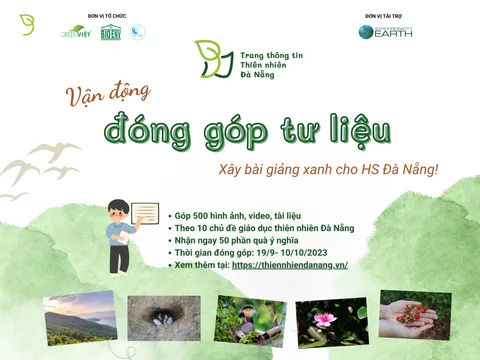 ĐƠN VỊ TỔ CHỨC
ĐƠN VỊ TÀI TRỢ
GREENVIET
BIO-ENV
SYNCHRONICITY
EARTH
Trang thông tin
Thiên nhiên
Đà Nẵng
Vận động
đóng góp tư liệu
Xây bài giảng xanh cho HS Đà Nẵng!
• Góp 500 hình ảnh, video, tài liệu
• Theo 10 chủ đề giáo dục thiên nhiên Đà Nẵng
• Nhận ngay 50 phần quà ý nghĩa
• Thời gian đóng góp: 19/9- 10/10/2023
• Xem thêm tại: https://thiennhiendanang.vn/